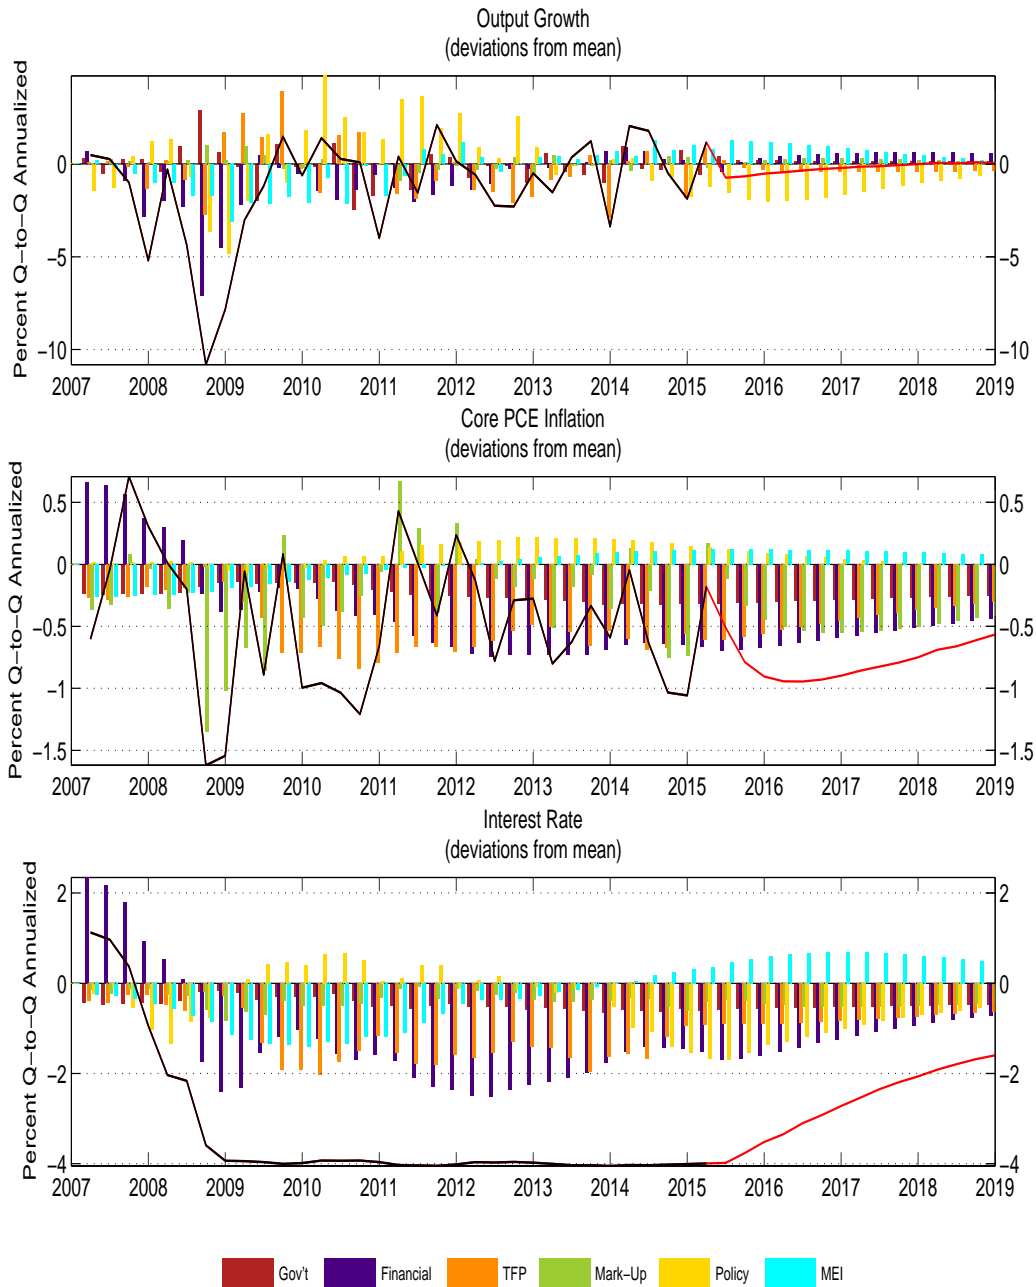 Output Growth
(deviations from mean)
Percent Q−to−Q Annualized
0
−5
−10
0
−5
−10
2007 2008 2009 2010 2011 2012 2013 2014 2015 2016 2017 2018 2019
Core PCE Inflation
(deviations from mean)
Percent Q−to−Q Annualized
0.5
0
−0.5
−1
−1.5
0.5
0
−0.5
−1
−1.5
2007 2008 2009 2010 2011 2012 2013 2014 2015 2016 2017 2018 2019
Interest Rate
(deviations from mean)
Percent Q−to−Q Annualized
2
0
−2
−4
2
0
−2
−4
2007 2008 2009 2010 2011 2012 2013 2014 2015 2016 2017 2018 2019
Gov't Financial TFP Mark−Up Policy MEI